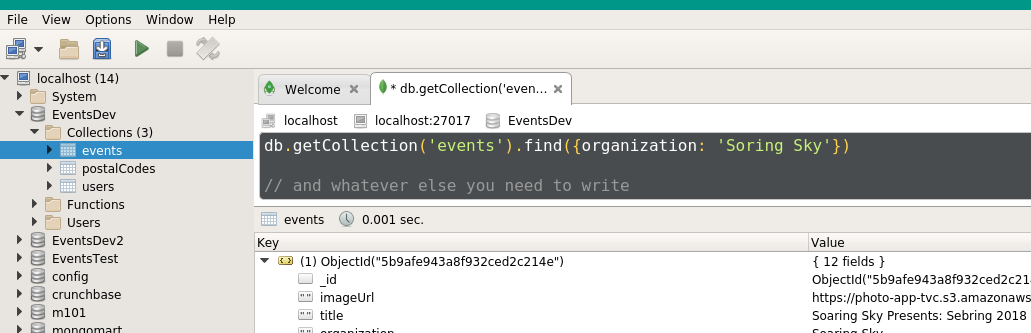 File View Options Window Help
localhost (14)
System
EventsDev
Collections (3)
events
postalCodes
users
Functions
Users
EventsDev2
EventsTest
config
crunchbase
m101
mongomart
Welcome
* db.getCollection('even...
localhost localhost:27017 EventsDev
db.getCollection('events').find({organization: 'Soring Sky'})
// and whatever else you need to write
events 0.001 sec.
Key Value
(1) ObjectId("5b9afe943a8f932ced2c214e") { 12 fields }
_id ObjectId("5b9afe943a8f932ced2c21
imageUrl https://photo-app-tvc.s3.amazonaws
title Soaring Sky Presents: Sebring 2018
organization Soaring Sky